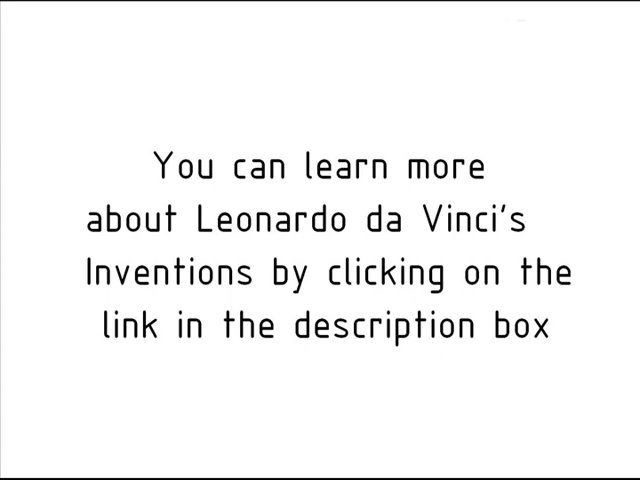 You can learn more
about Leonardo da Vinci's
Inventions by clicking on the
link in the description box